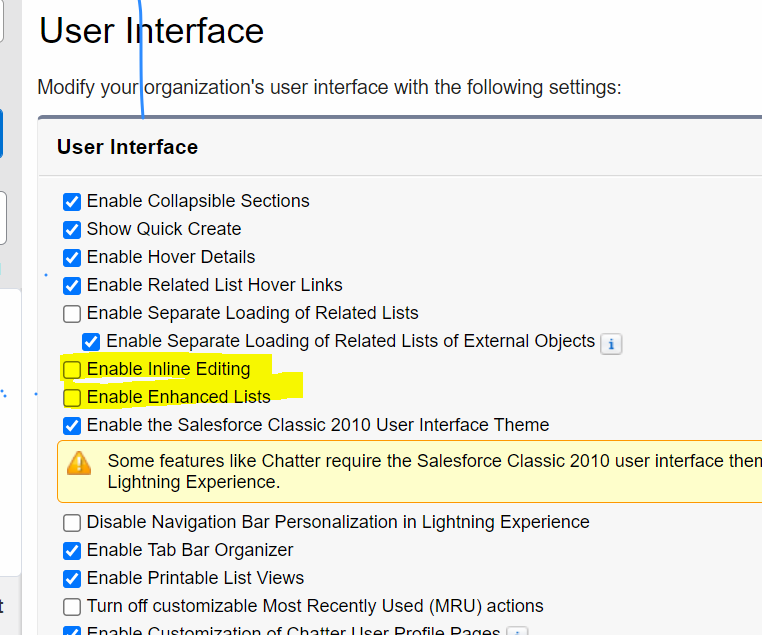 User Interface
Modify your organization's user interface with the following settings:
User Interface
Enable Collapsible Sections
Show Quick Create
Enable Hover Details
Enable Related List Hover Links
Enable Separate Loading of Related Lists
Enable Separate Loading of Related Lists of External Objects
Enable Inline Editing
Enable Enhanced Lists
Enable the Salesforce Classic 2010 User Interface Theme
Some features like Chatter require the Salesforce Classic 2010 user interface
Lightning Experience.
Disable Navigation Bar Personalization in Lightning Experience
Enable Tab Bar Organizer
Enable Printable List Views
Turn off customizable Most Recently Used (MRU) actions
Enable Customization of Chatter User Profile Pages